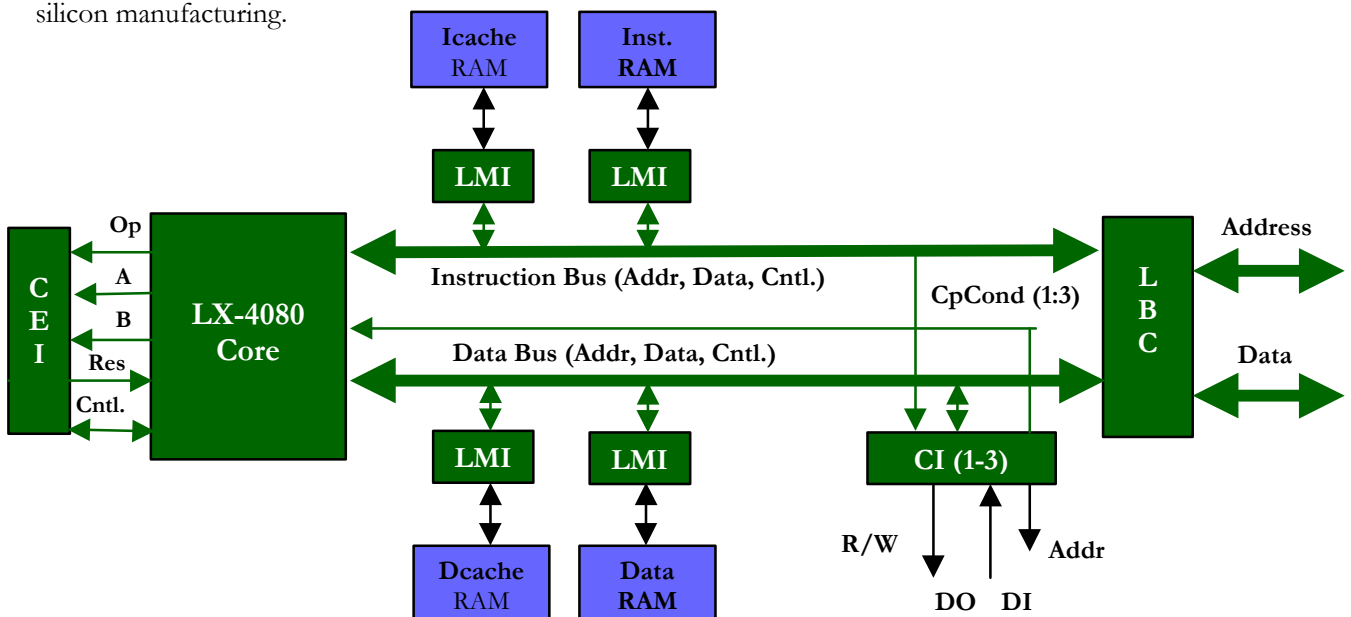 silicon manufacturing.
Icache
RAM
Inst.
RAM
LMI
LMI
Op
A
B
Res
Cntl.
C
E
I
LX-4080
Core
Instruction Bus (Addr, Data, Cntl.)
CpCond (1:3)
Data Bus (Addr, Data, Cntl.)
L
B
C
Address
Data
LMI
LMI
CI (1-3)
Dcache
RAM
Data
RAM
R/W
Addr
DO
DI